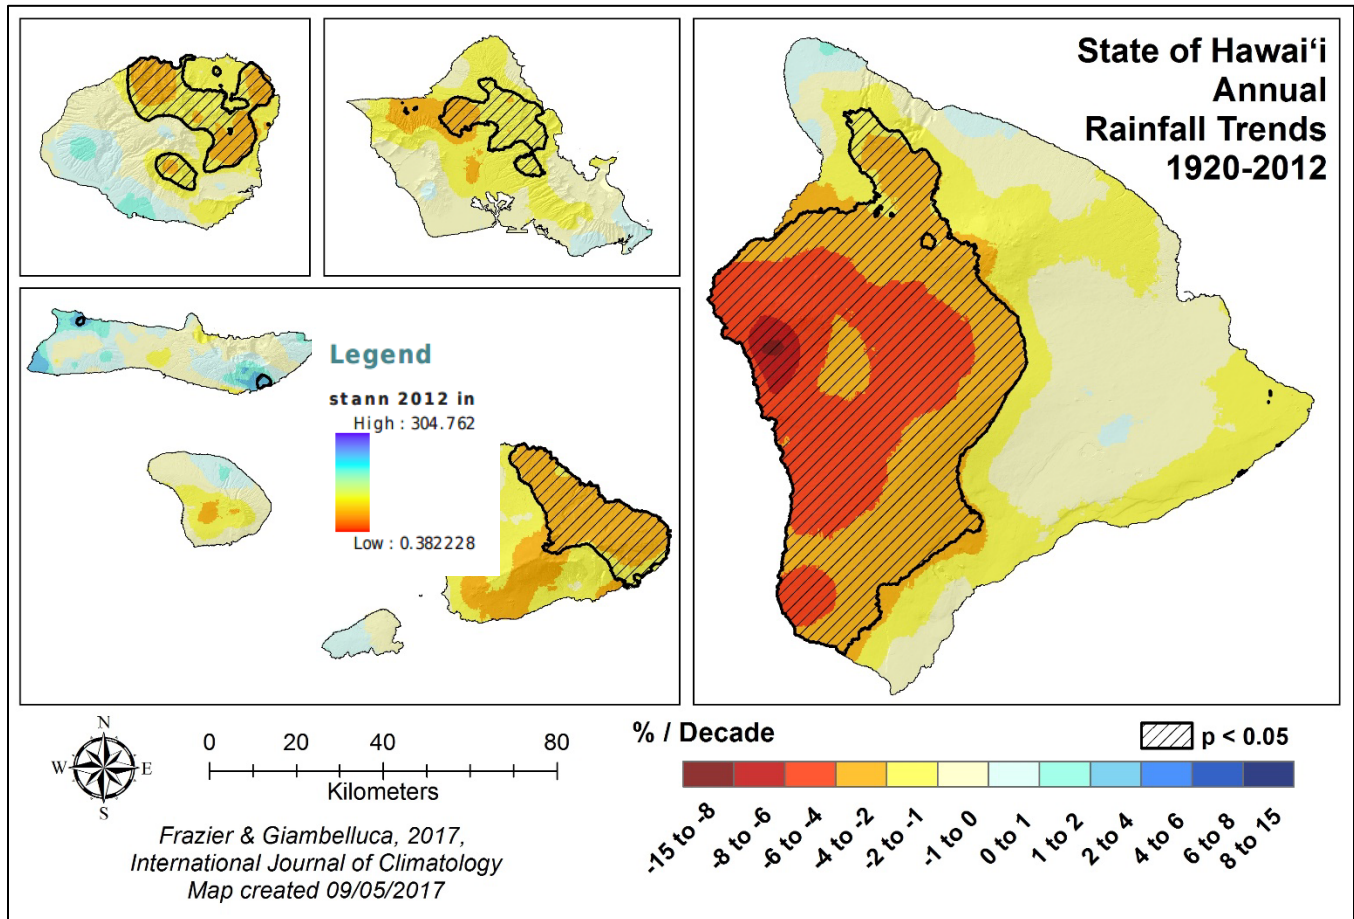 State of Hawai‘i
Annual
Rainfall Trends
1920-2012
Legend
stann 2012 in
High : 304.762
Low : 0.382228
N
W
E
S
0
20
40
80
Kilometers
Frazier & Giambelluca, 2017,
International Journal of Climatology
Map created 09/05/2017
% / Decade
p < 0.05
-15 to -8
-8 to -6
-6 to -4
-4 to -2
-2 to -1
-1 to 0
0 to 1
1 to 2
2 to 4
4 to 6
6 to 8
8 to 15